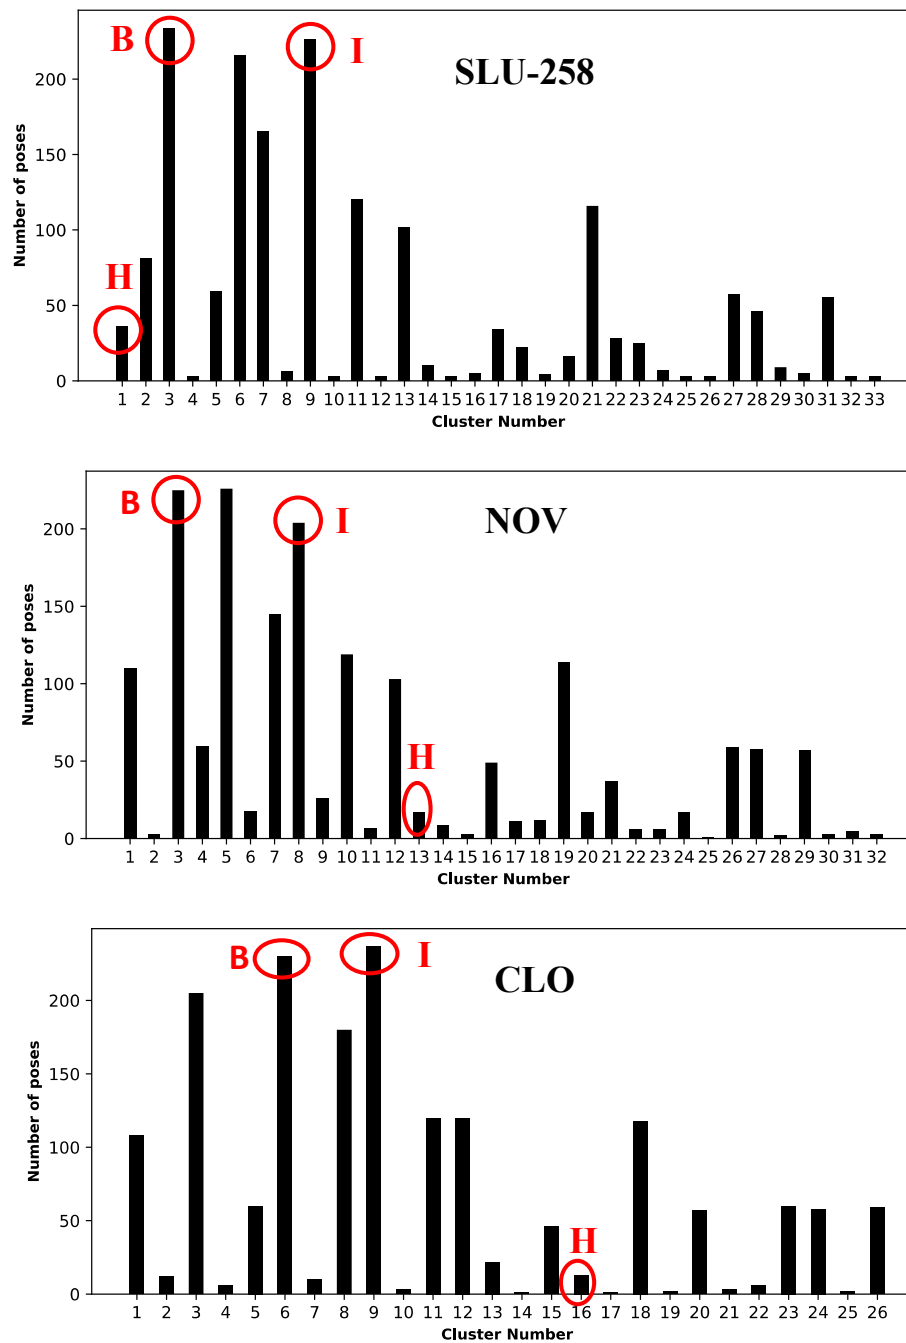 B
I
SLU-258
H
Number of poses
200
150
100
50
0
1 2 3 4 5 6 7 8 9 10 11 12 13 14 15 16 17 18 19 20 21 22 23 24 25 26 27 28 29 30 31 32 33
Cluster Number
B
I
NOV
H
Number of poses
200
150
100
50
0
1 2 3 4 5 6 7 8 9 10 11 12 13 14 15 16 17 18 19 20 21 22 23 24 25 26 27 28 29 30 31 32
Cluster Number
B
I
CLO
H
Number of poses
200
150
100
50
0
1 2 3 4 5 6 7 8 9 10 11 12 13 14 15 16 17 18 19 20 21 22 23 24 25 26
Cluster Number